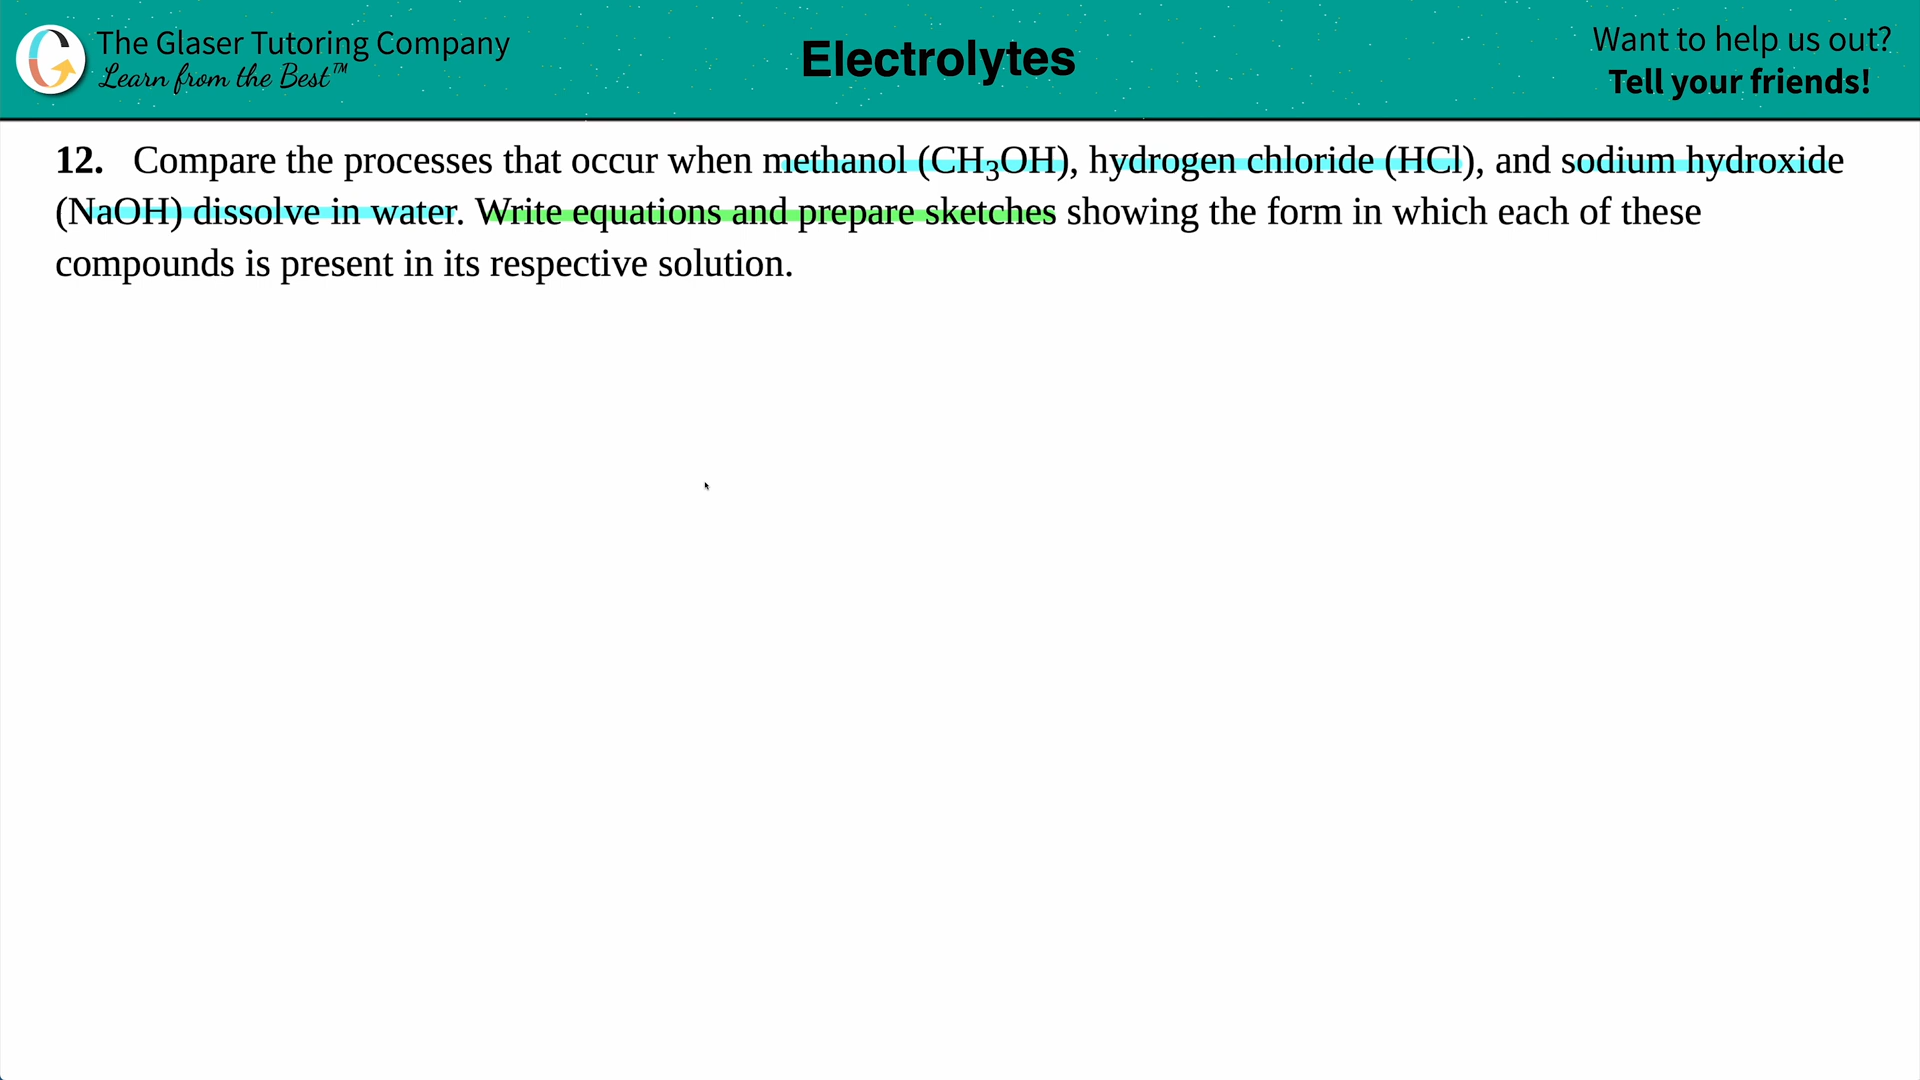 The Glaser Tutoring Company
Learn from the Best™
Electrolytes
Want to help us out?
Tell your friends!
12. Compare the processes that occur when methanol (CH₃OH), hydrogen chloride (HCl), and sodium hydroxide
(NaOH) dissolve in water. Write equations and prepare sketches showing the form in which each of these
compounds is present in its respective solution.